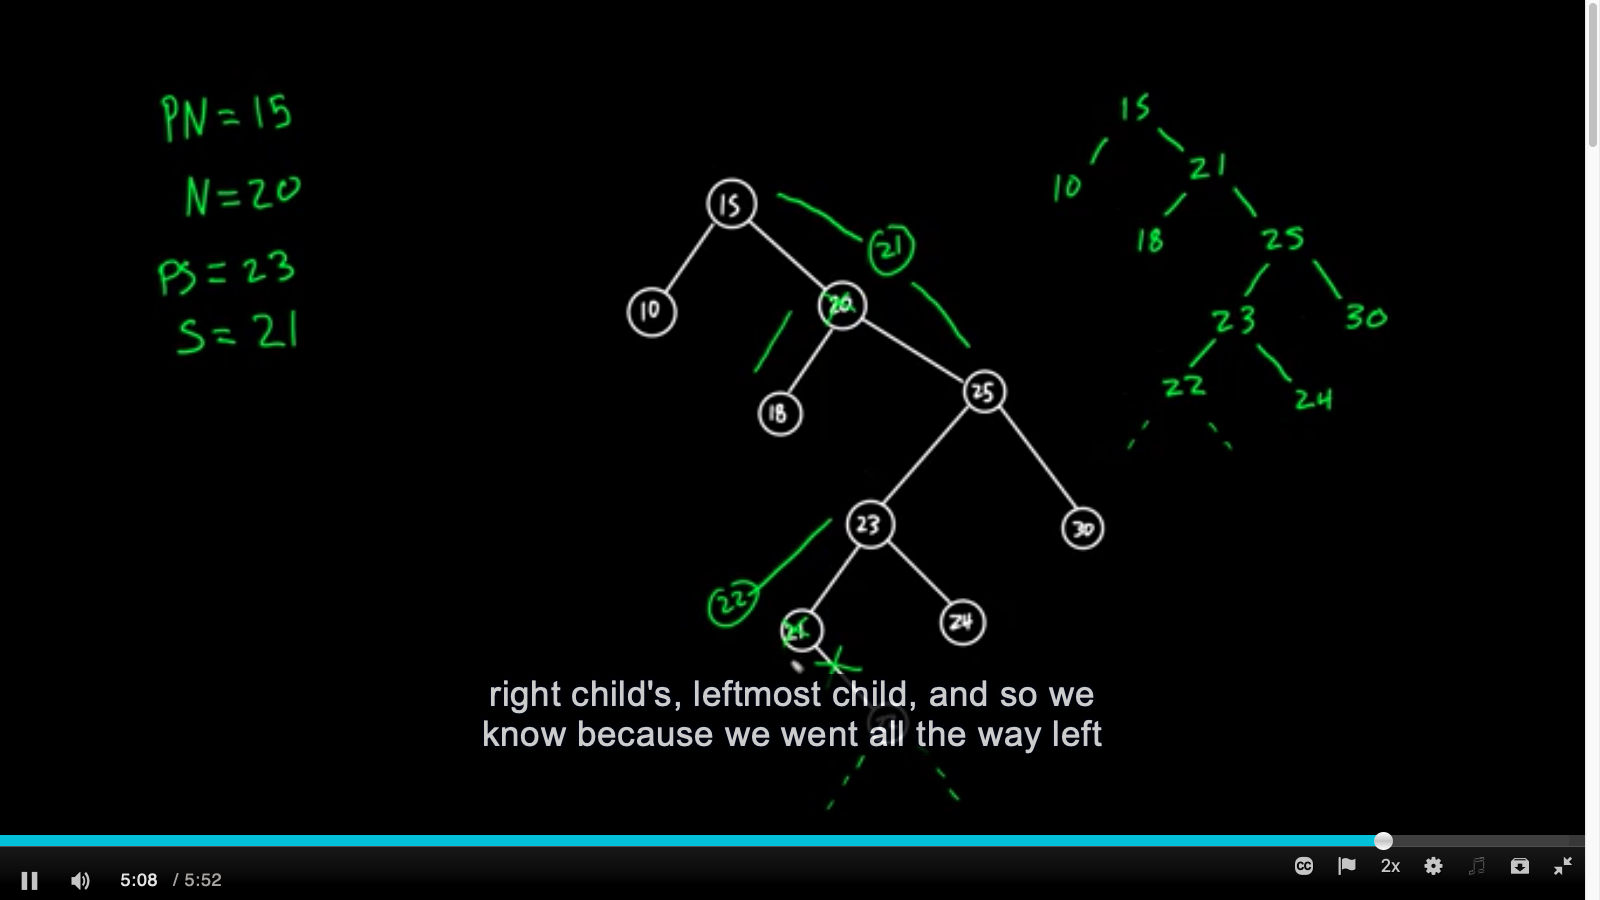 PN = 15
N = 20
PS = 23
S = 21
15
21
20
10
18
25
23
30
22
21
24
15
21
10
18
25
23
30
22
24
right child's, leftmost child, and so we
know because we went all the way left
5:08 / 5:52
CC
2x